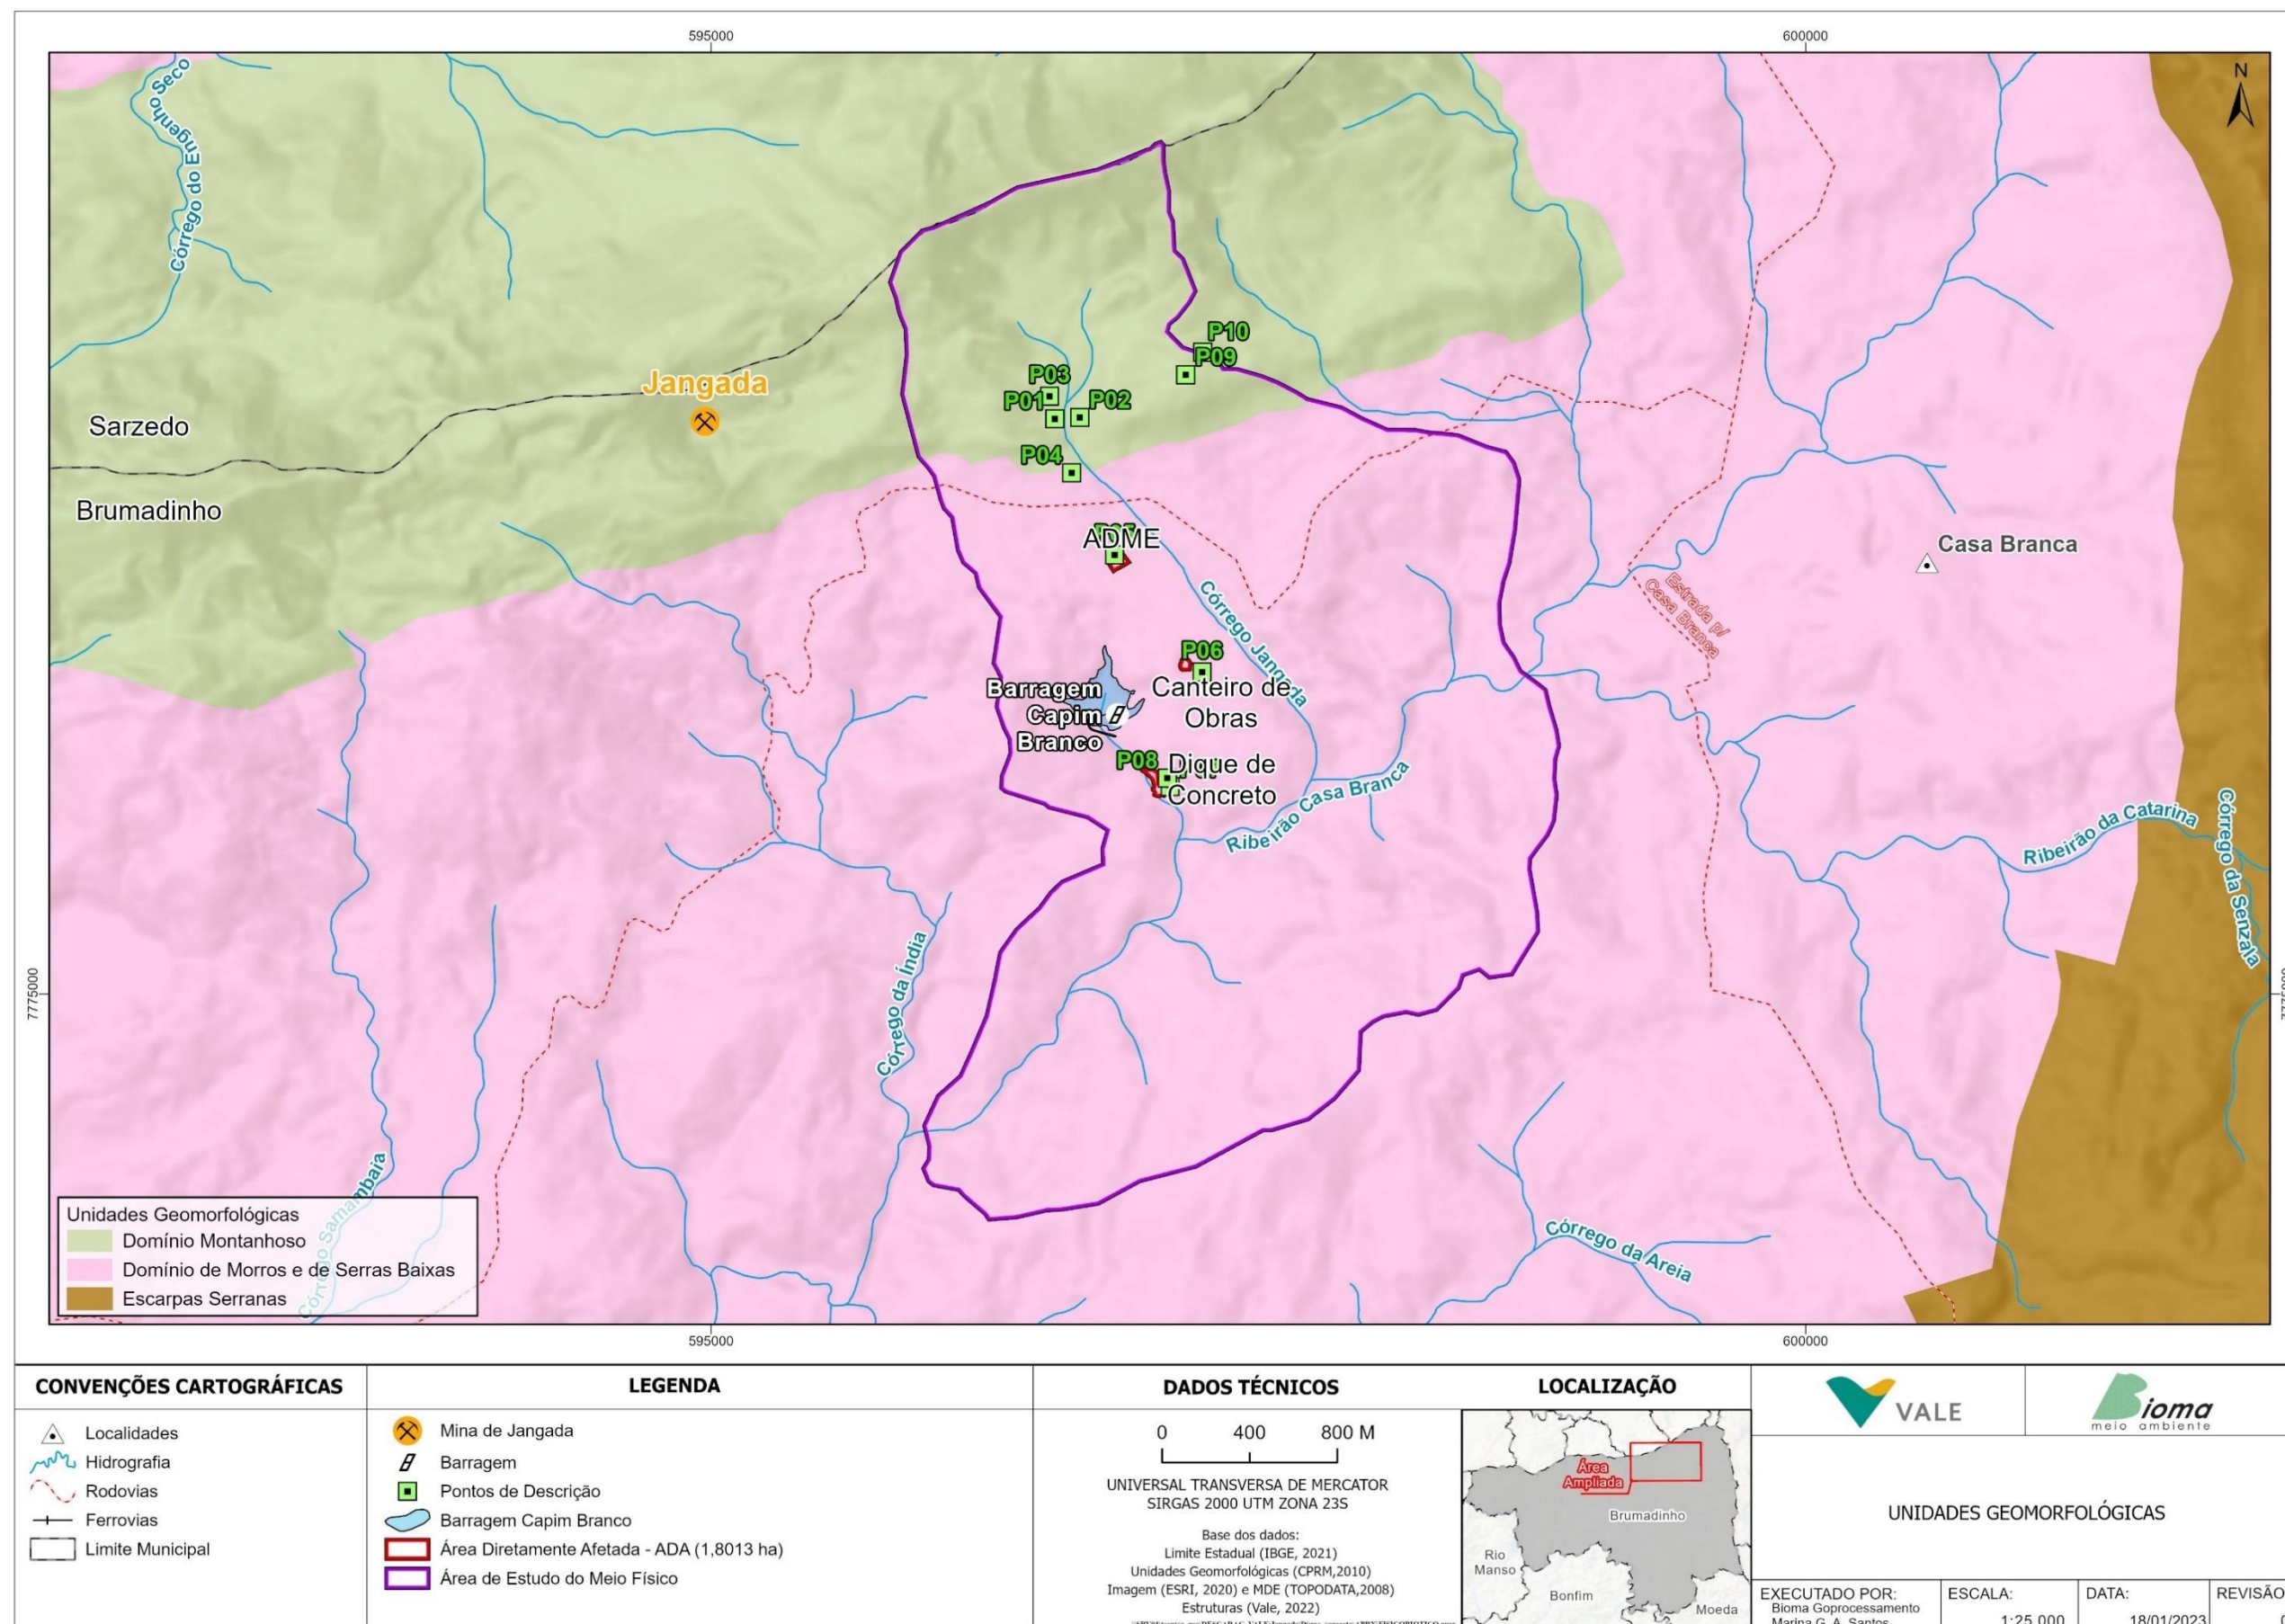 595000
600000
N
Córrego do Engenho Seco
P10
P09
P03
Jangada
P01
P02
Sarzedo
P04
Brumadinho
ADME
Casa Branca
Estrada p/
Casa Branca
Córrego Jangada
P06
Barragem
Capim
Branco
Canteiro de
Obras
P08
Dique de
Concreto
Ribeirão Casa Branca
Ribeirão da Catarina
Córrego da Senzala
Córrego da Índia
7775000
Córrego Samambaia
Córrego da Areia
Unidades Geomorfológicas
Domínio Montanhoso
Domínio de Morros e de Serras Baixas
Escarpas Serranas
595000
600000
CONVENÇÕES CARTOGRÁFICAS
Localidades
Hidrografia
Rodovias
Ferrovias
Limite Municipal
LEGENDA
Mina de Jangada
Barragem
Pontos de Descrição
Barragem Capim Branco
Área Diretamente Afetada - ADA (1,8013 ha)
Área de Estudo do Meio Físico
DADOS TÉCNICOS
0 400 800 M
UNIVERSAL TRANSVERSA DE MERCATOR
SIRGAS 2000 UTM ZONA 23S
Base dos dados:
Limite Estadual (IBGE, 2021)
Unidades Geomorfológicas (CPRM,2010)
Imagem (ESRI, 2020) e MDE (TOPODATA,2008)
Estruturas (Vale, 2022)
LOCALIZAÇÃO
Área
Ampliada
Brumadinho
Rio
Manso
Bonfim
Moeda
VALE
Bioma
meio ambiente
UNIDADES GEOMORFOLÓGICAS
EXECUTADO POR:
Bioma Goprocessamento
Marina G. A. Santos
ESCALA:
1:25.000
DATA:
18/01/2023
REVISÃO